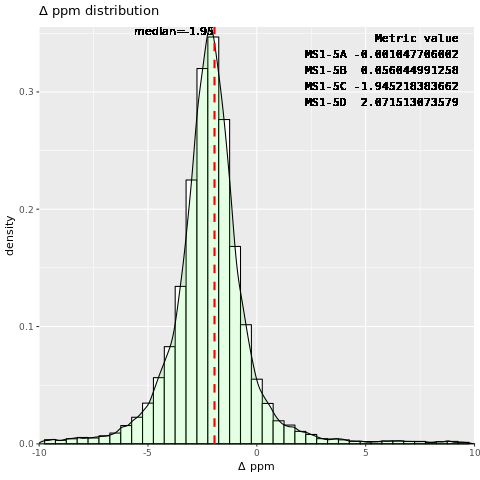 Δ ppm distribution
median=-1.95
Metric value
MS1-5A -0.001047706002
MS1-5B 0.056044991258
MS1-5C -1.945218383662
MS1-5D 2.071513073579
density
0.3
0.2
0.1
0.0
-10 -5 0 5 10
Δ ppm